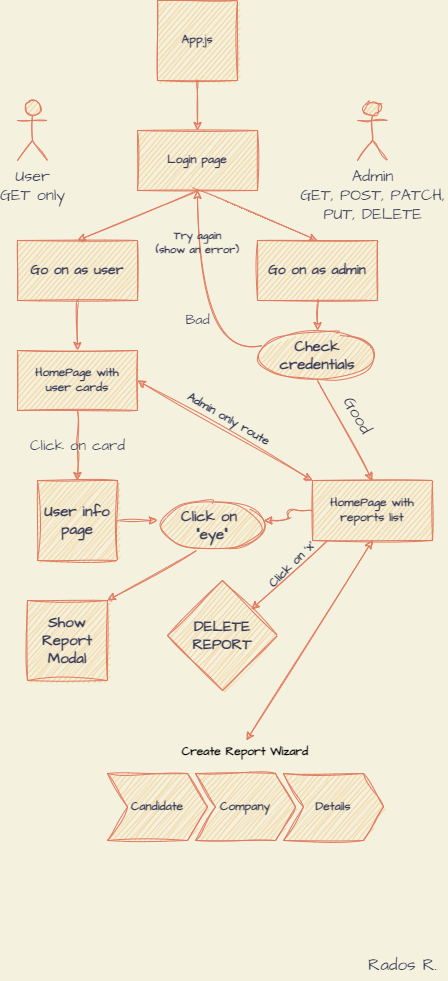 App.js
Login page
User
GET only
Admin
GET, POST, PATCH,
PUT, DELETE
Try again
(show an error)
Go on as user
Go on as admin
Bad
Check
credentials
HomePage with
user cards
Admin only route
Good
Click on card
User info
page
Click on
"eye"
HomePage with
reports list
Click on 'x'
Show
Report
Modal
DELETE
REPORT
Create Report Wizard
Candidate
Company
Details
Rados R.